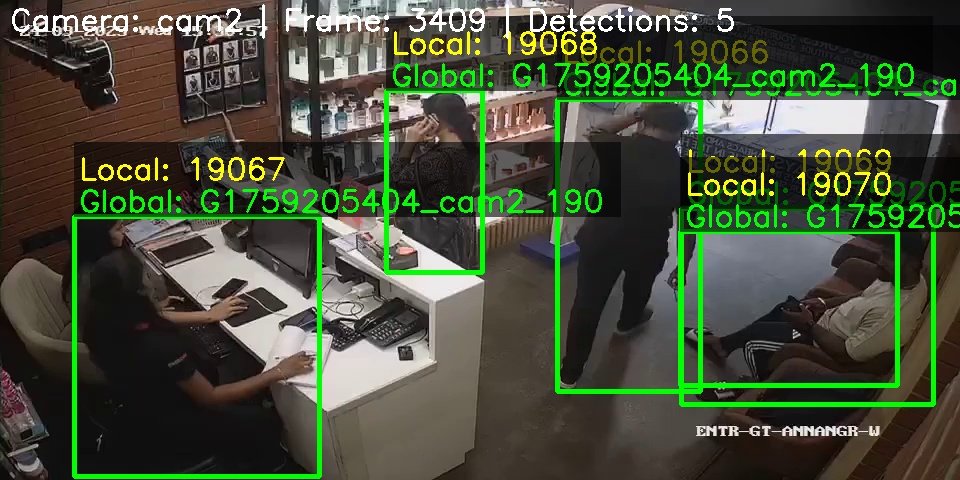 Camera: cam2 | Frame: 3409 | Detections: 5
Local: 19068
Local: 19066
Global: G1759205404_cam2_190
Local: 19067
Global: G1759205404_cam2_190
Local: 19069
Local: 19070
Global: G1759205
ENTR-GT-ANNANGR-W